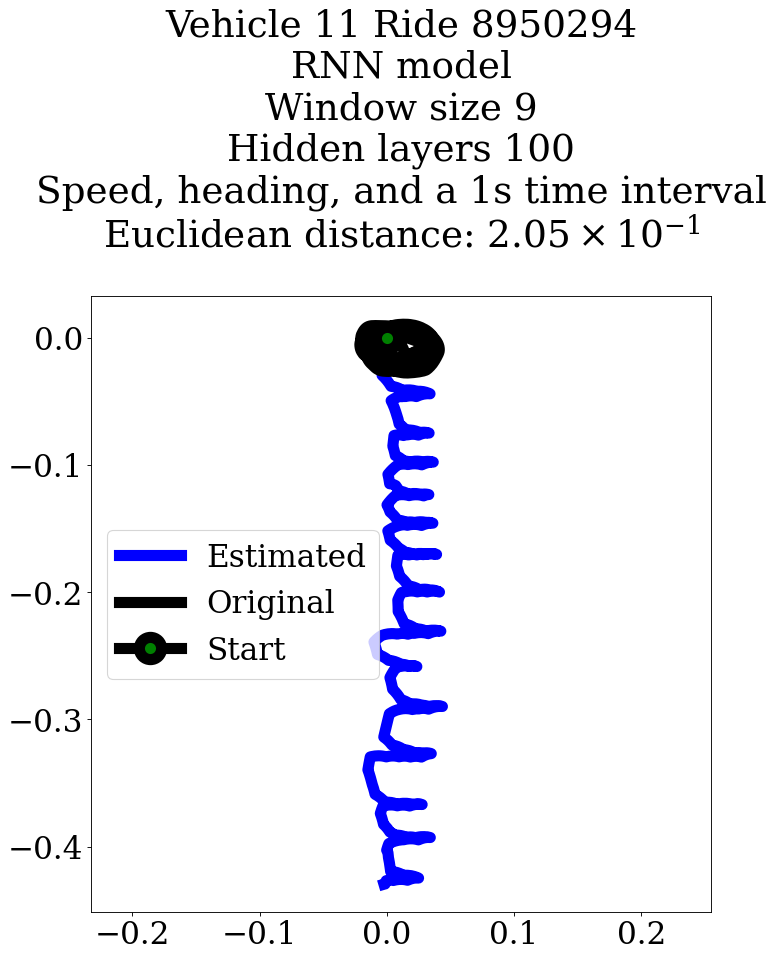 Vehicle 11 Ride 8950294
RNN model
Window size 9
Hidden layers 100
Speed, heading, and a 1s time interval
Euclidean distance: 2.05 × 10⁻¹
0.0
−0.1
−0.2
−0.3
−0.4
Estimated
Original
Start
−0.2 −0.1 0.0 0.1 0.2